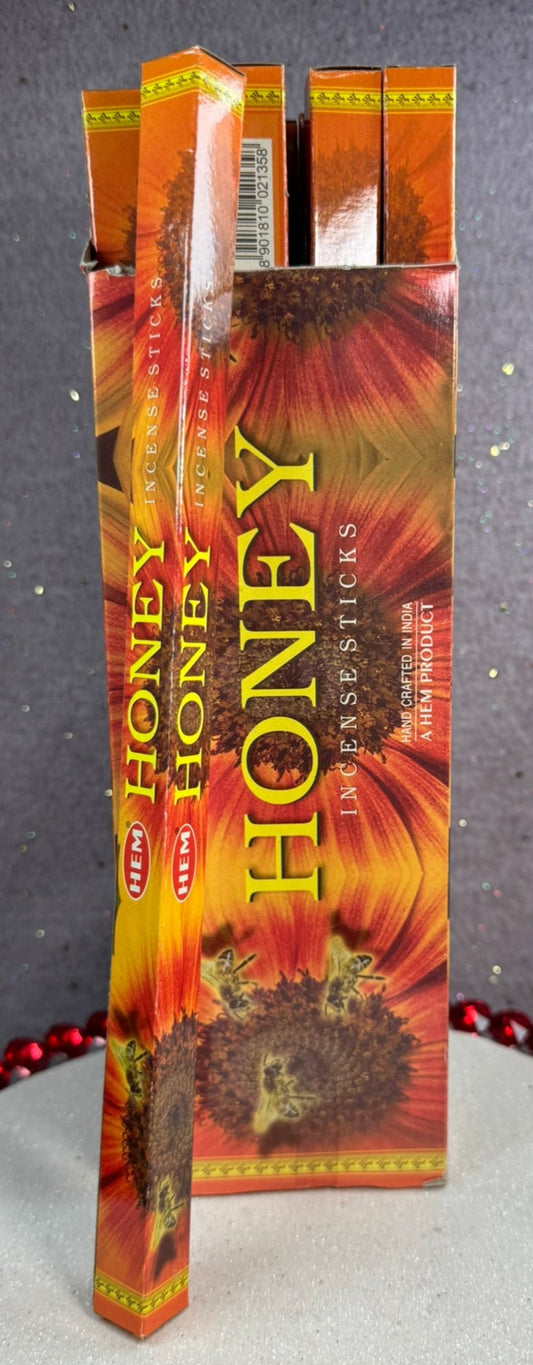 8 901810 021358
HONEY
INCENSE STICKS
HEM
HONEY
INCENSE STICKS
HEM
HONEY
INCENSE STICKS
HAND CRAFTED IN INDIA
A HEM PRODUCT